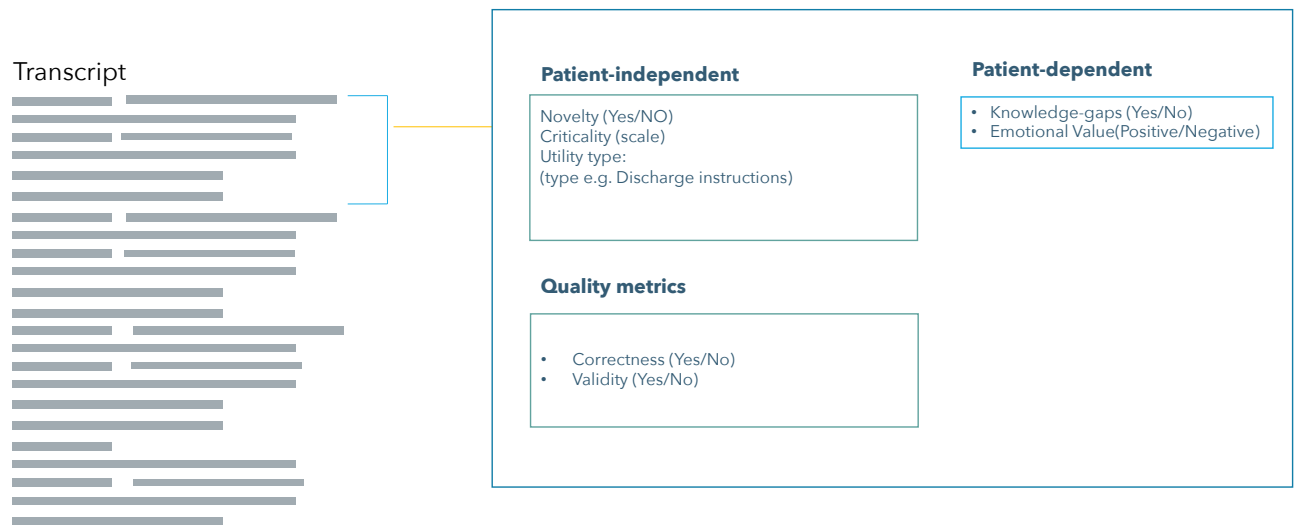 Transcript
Patient-independent
Novelty (Yes/NO)
Criticality (scale)
Utility type:
(type e.g. Discharge instructions)
Quality metrics
• Correctness (Yes/No)
• Validity (Yes/No)
Patient-dependent
• Knowledge-gaps (Yes/No)
• Emotional Value(Positive/Negative)